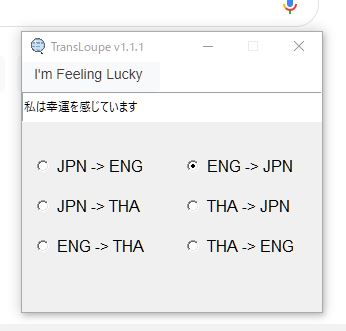 TransLoupe v1.1.1
I'm Feeling Lucky
私は幸運を感じています
JPN -> ENG
ENG -> JPN
JPN -> THA
THA -> JPN
ENG -> THA
THA -> ENG